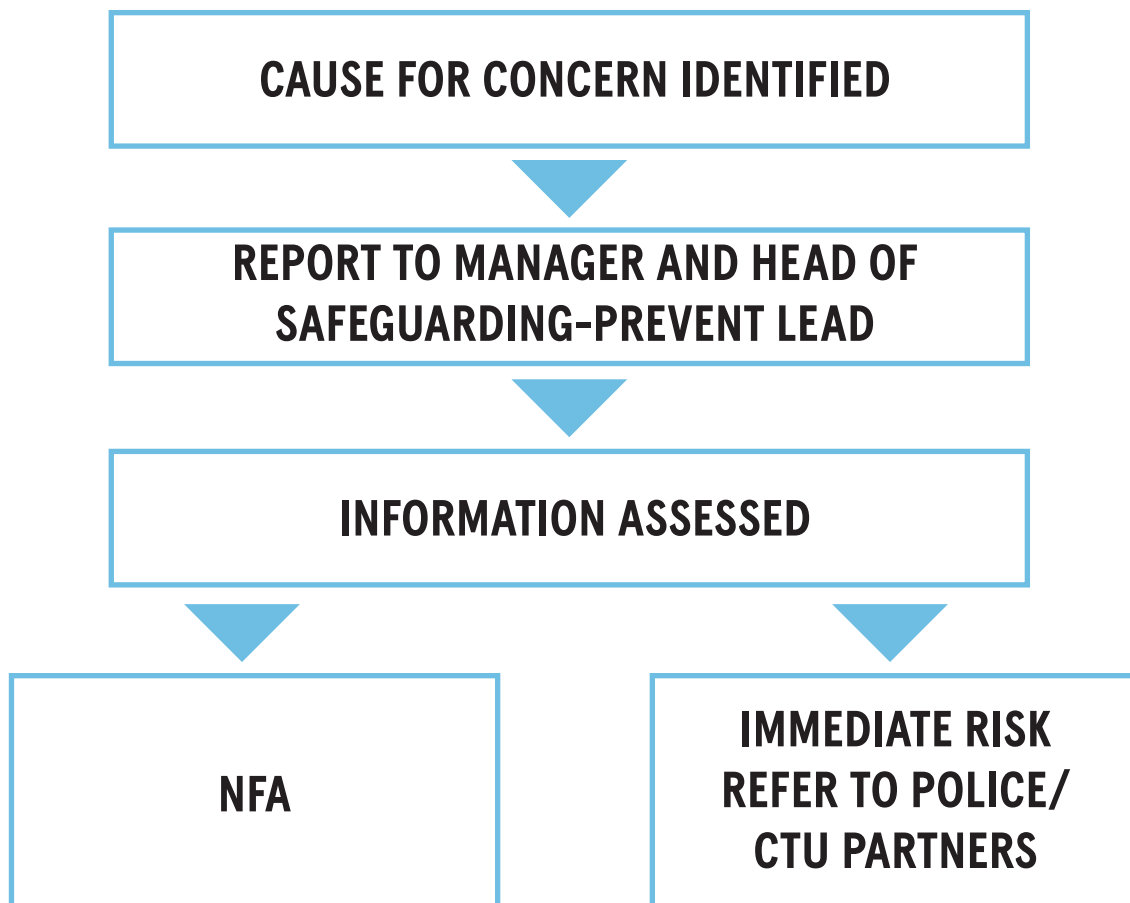 CAUSE FOR CONCERN IDENTIFIED
REPORT TO MANAGER AND HEAD OF
SAFEGUARDING-PREVENT LEAD
INFORMATION ASSESSED
NFA
IMMEDIATE RISK
REFER TO POLICE/
CTU PARTNERS